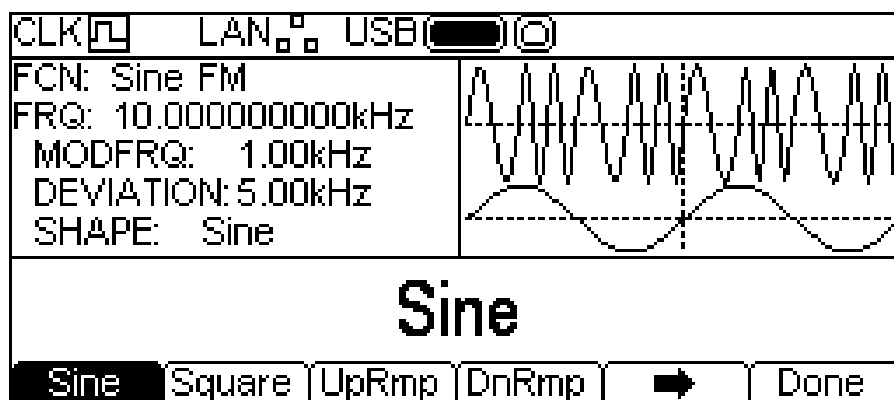 CLK LAN USB
FCN: Sine FM
FRQ: 10.000000000kHz
MODFRQ: 1.00kHz
DEVIATION: 5.00kHz
SHAPE: Sine
Sine
Sine Square UpRmp DnRmp Done